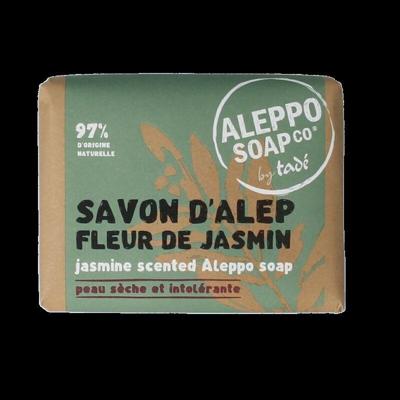 ALEPPO
SOAP CO®
by tadé
97%
D'ORIGINE
NATURELLE
SAVON D'ALEP
FLEUR DE JASMIN
jasmine scented Aleppo soap
peau sèche et intolérante